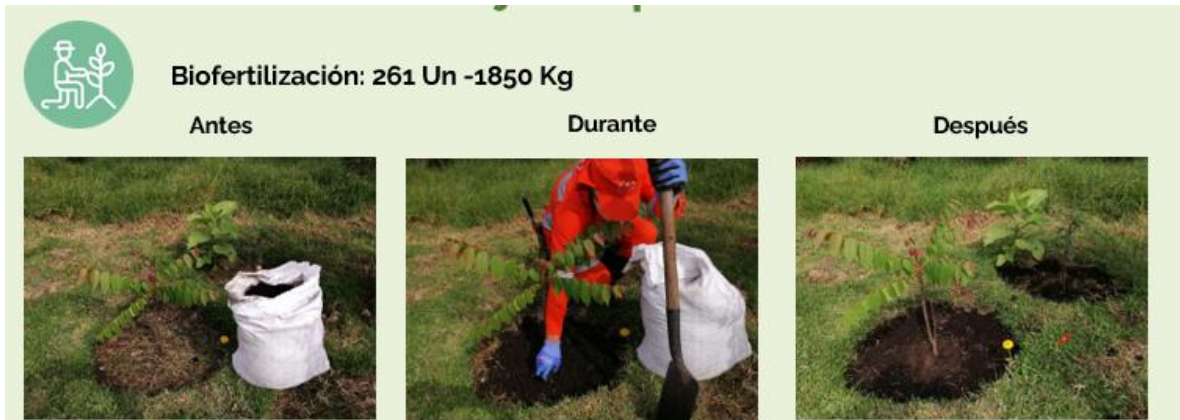 Biofertilización: 261 Un -1850 Kg
Antes
Durante
Después